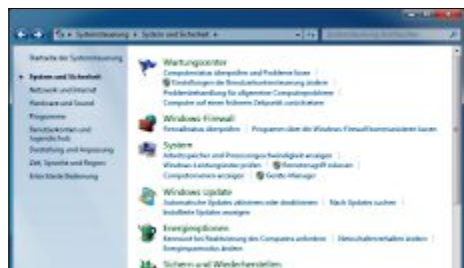 Systemsteuerung ▸ System und Sicherheit ▸
Startseite der Systemsteuerung
System und Sicherheit
Netzwerk und Internet
Hardware und Sound
Programme
Benutzerkonten und
Jugendschutz
Darstellung und Anpassung
Zeit, Sprache und Region
Erleichterte Bedienung
Wartungscenter
Computerstatus überprüfen und Probleme lösen
Einstellungen der Benutzerkontensteuerung ändern
Problembehandlung für allgemeine Computerprobleme
Computer auf einen früheren Zeitpunkt zurücksetzen
Windows-Firewall
Firewallstatus überprüfen | Programm über die Windows-Firewall kommunizieren lassen
System
Arbeitsspeicher und Prozessorgeschwindigkeit anzeigen
Windows-Leistungsindex prüfen | Remotezugriff zulassen
Computernamen anzeigen | Geräte-Manager
Windows Update
Automatische Updates aktivieren oder deaktivieren | Nach Updates suchen
Installierte Updates anzeigen
Energieoptionen
Kennwort bei Reaktivierung des Computers anfordern | Netzschalterverhalten ändern
Energiesparmodus ändern
Sichern und Wiederherstellen